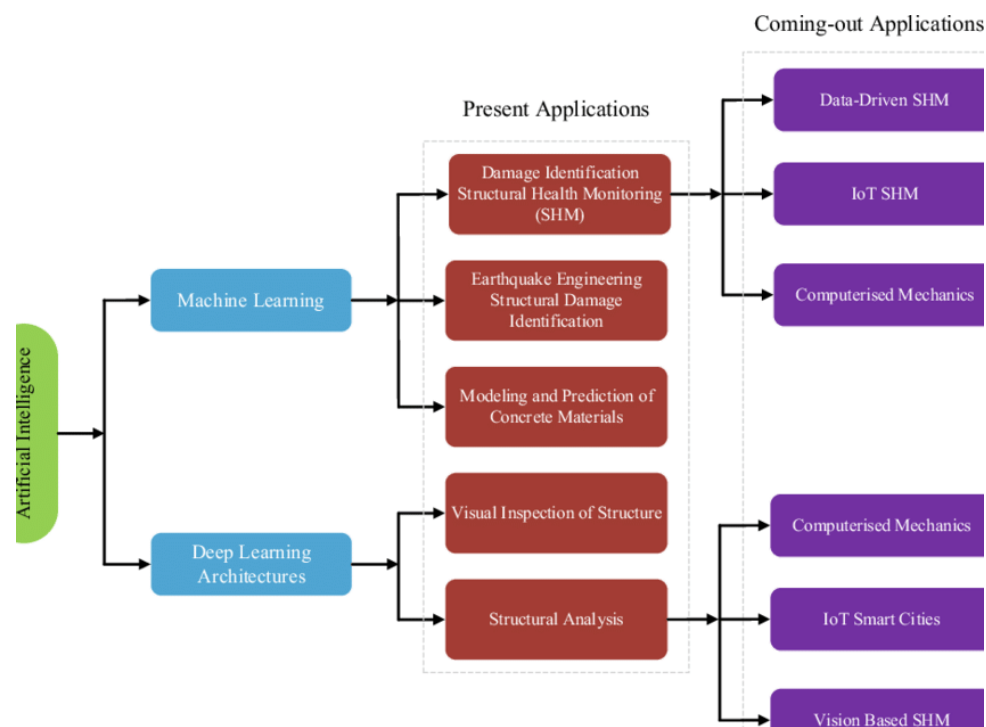 Coming-out Applications
Data-Driven SHM
Present Applications
Damage Identification
Structural Health Monitoring
(SHM)
IoT SHM
Earthquake Engineering
Structural Damage
Identification
Machine Learning
Computerised Mechanics
Modeling and Prediction of
Concrete Materials
Artificial Intelligence
Visual Inspection of Structure
Computerised Mechanics
Deep Learning
Architectures
Structural Analysis
IoT Smart Cities
Vision Based SHM